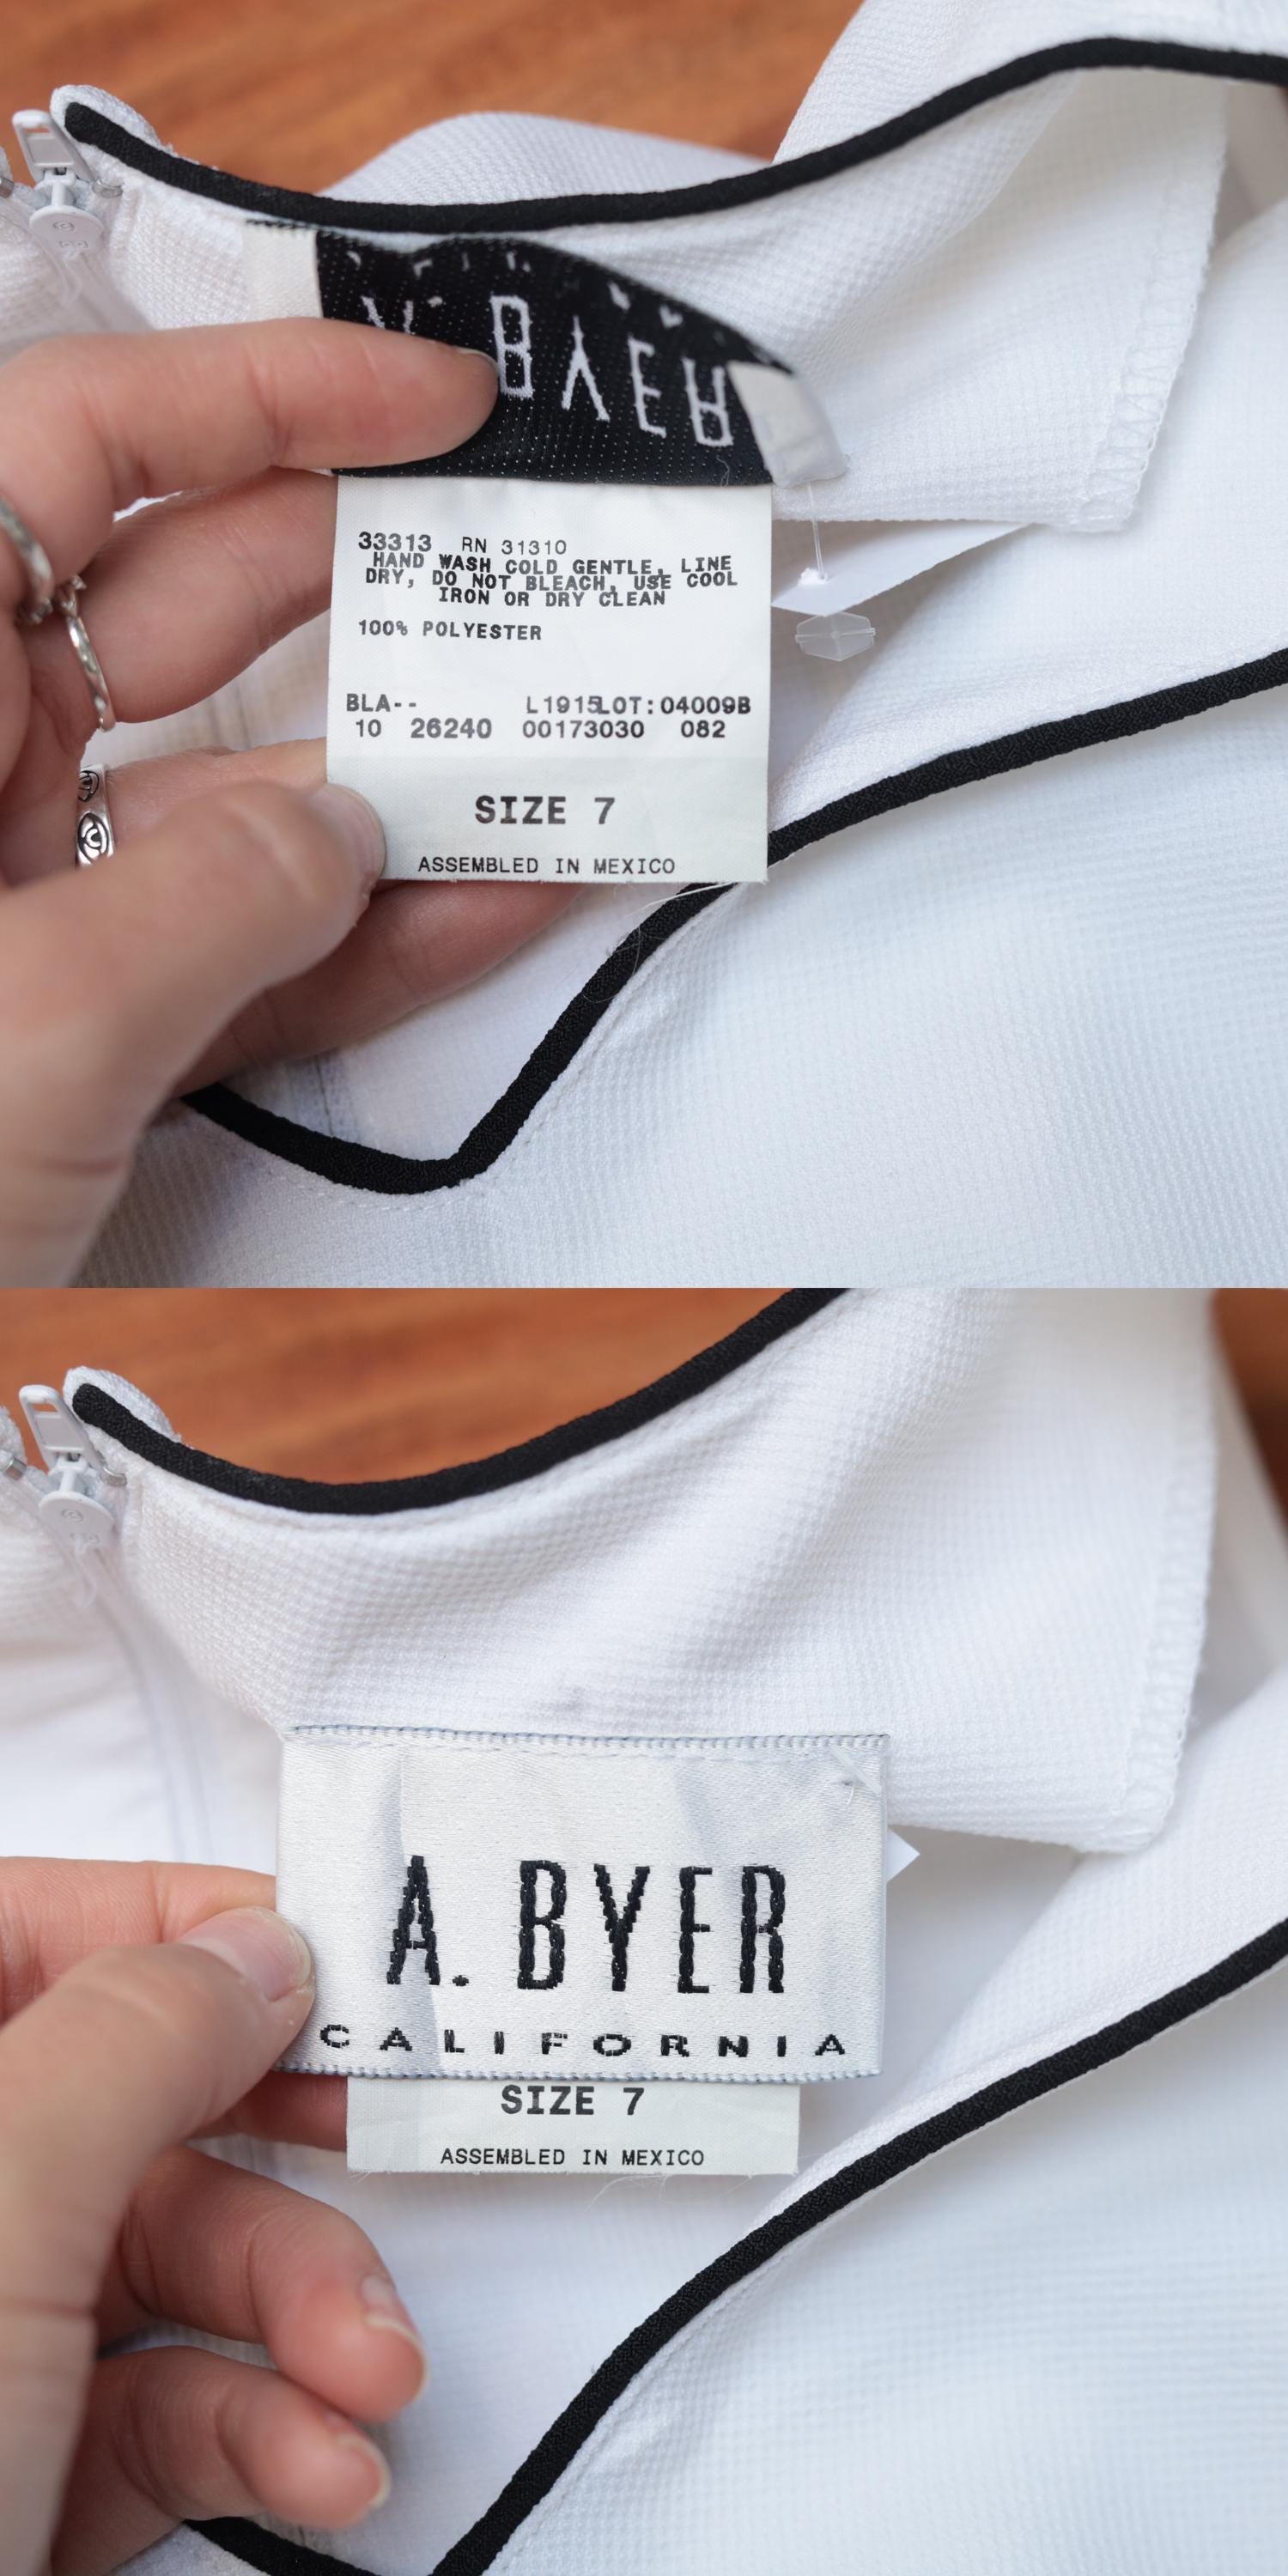 BYER
33313 RN 31310
HAND WASH COLD GENTLE, LINE
DRY, DO NOT BLEACH, USE COOL
IRON OR DRY CLEAN
100% POLYESTER
BLA-- L1915LOT:04009B
10 26240 00173030 082
SIZE 7
ASSEMBLED IN MEXICO
A. BYER
CALIFORNIA
SIZE 7
ASSEMBLED IN MEXICO